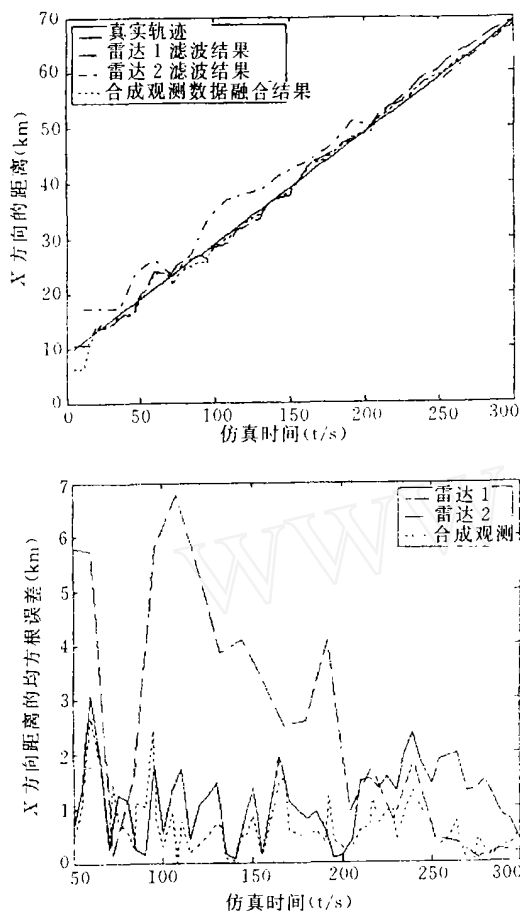 70
60
50
40
30
20
10
0
X 方向的距离(km)
真实轨迹
雷达 1 滤波结果
雷达 2 滤波结果
合成观测数据融合结果
50
100
150
200
250
300
仿真时间(t/s)
7
6
5
4
3
2
1
0
X 方向距离的均方根误差(km)
雷达 1
雷达 2
合成观测
WWW
50
100
150
200
250
300
仿真时间(t/s)